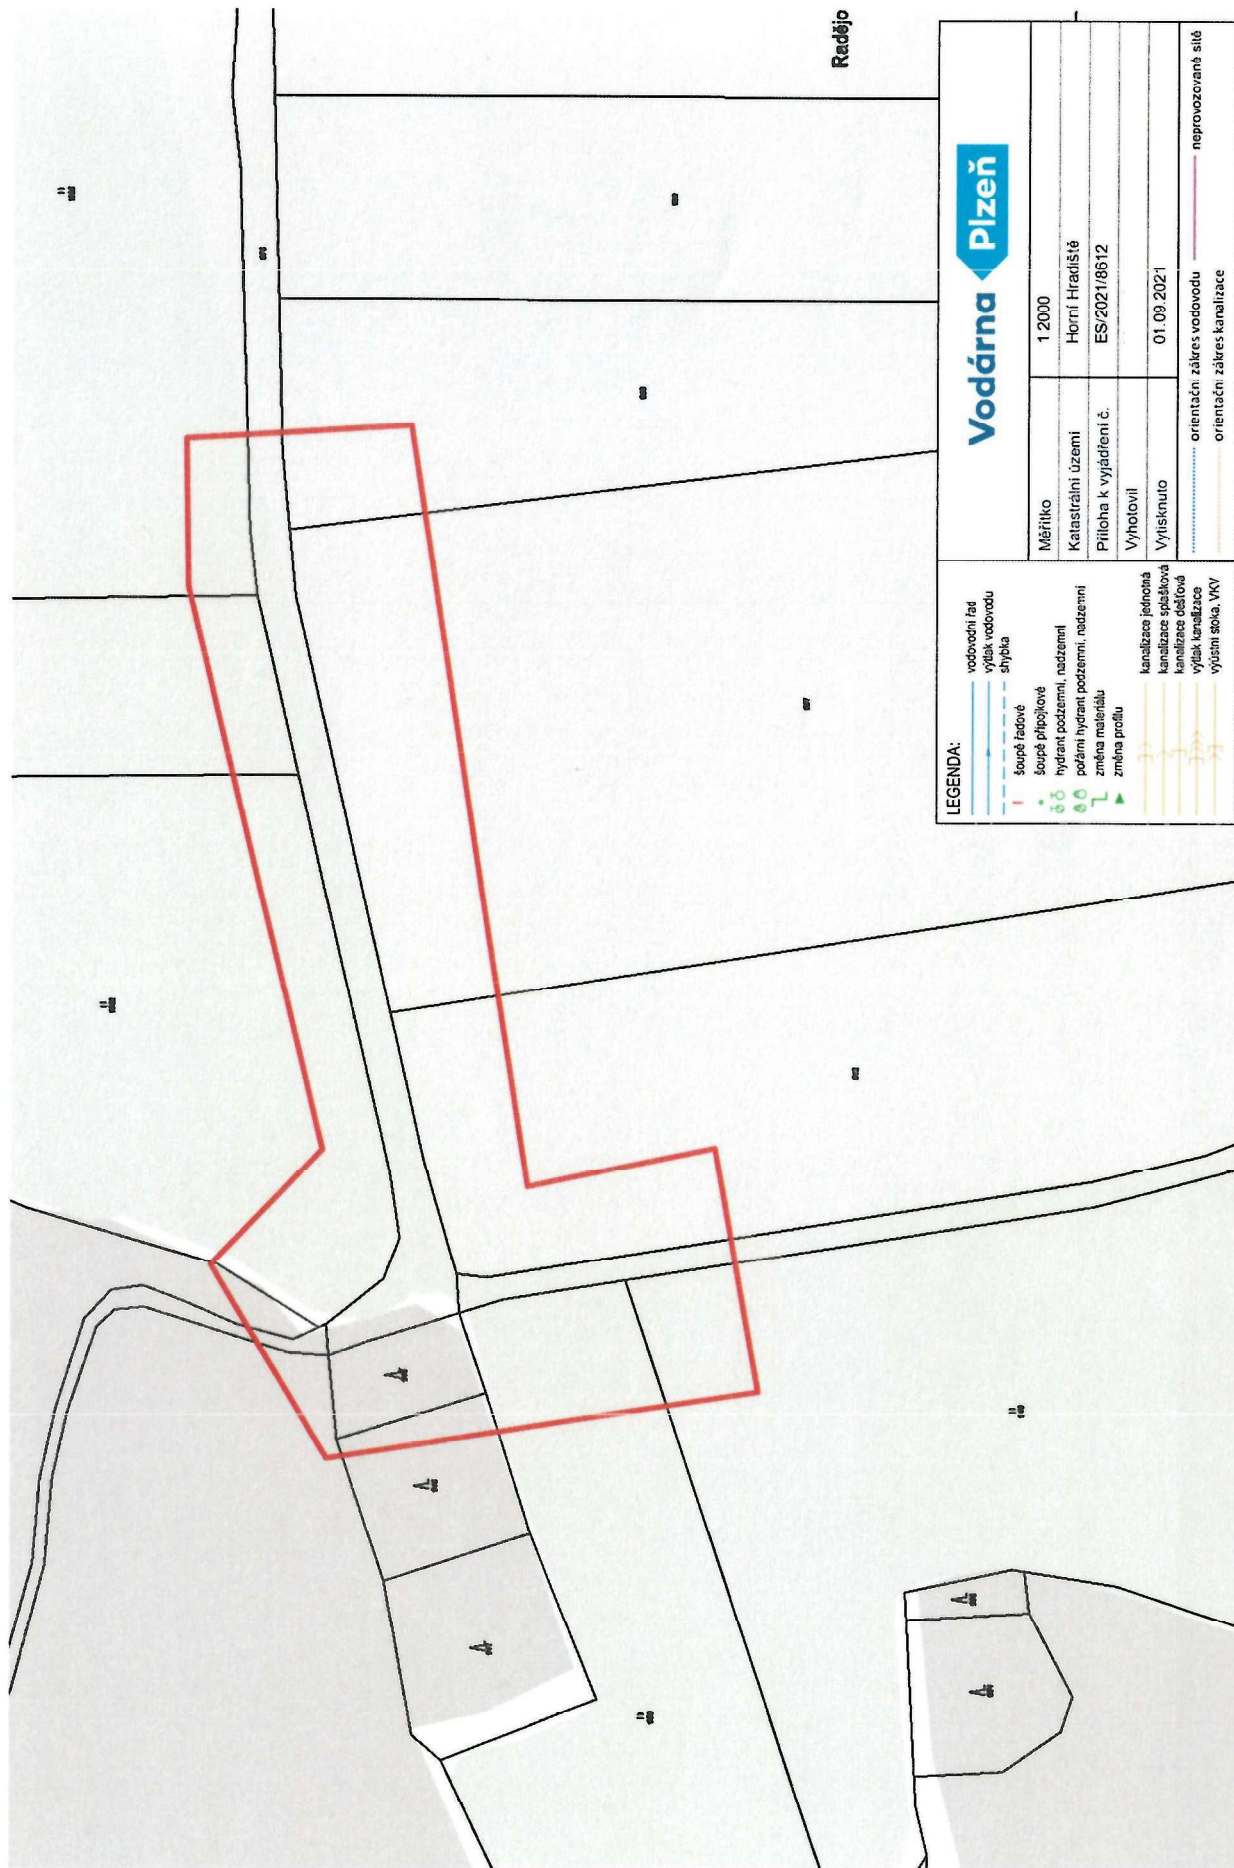 Radějo
Vodárna Plzeň
Měřítko 1:2000
Katastrální území Horní Hradiště
Příloha k vyjádření č. ES/2021/8612
Vyhotovil
Vytisknuto 01.09.2021
orientační zákres vodovodu
neprovozované sítě
orientační zákres kanalizace
LEGENDA:
vodovodní řad
výtlak vodovodu
shybka
šoupě řadové
šoupě přípojkové
hydrant podzemní, nadzemní
požární hydrant podzemní, nadzemní
změna materiálu
změna profilu
kanalizace jednotná
kanalizace splašková
kanalizace dešťová
výtlak kanalizace
výústní stoka, VKV